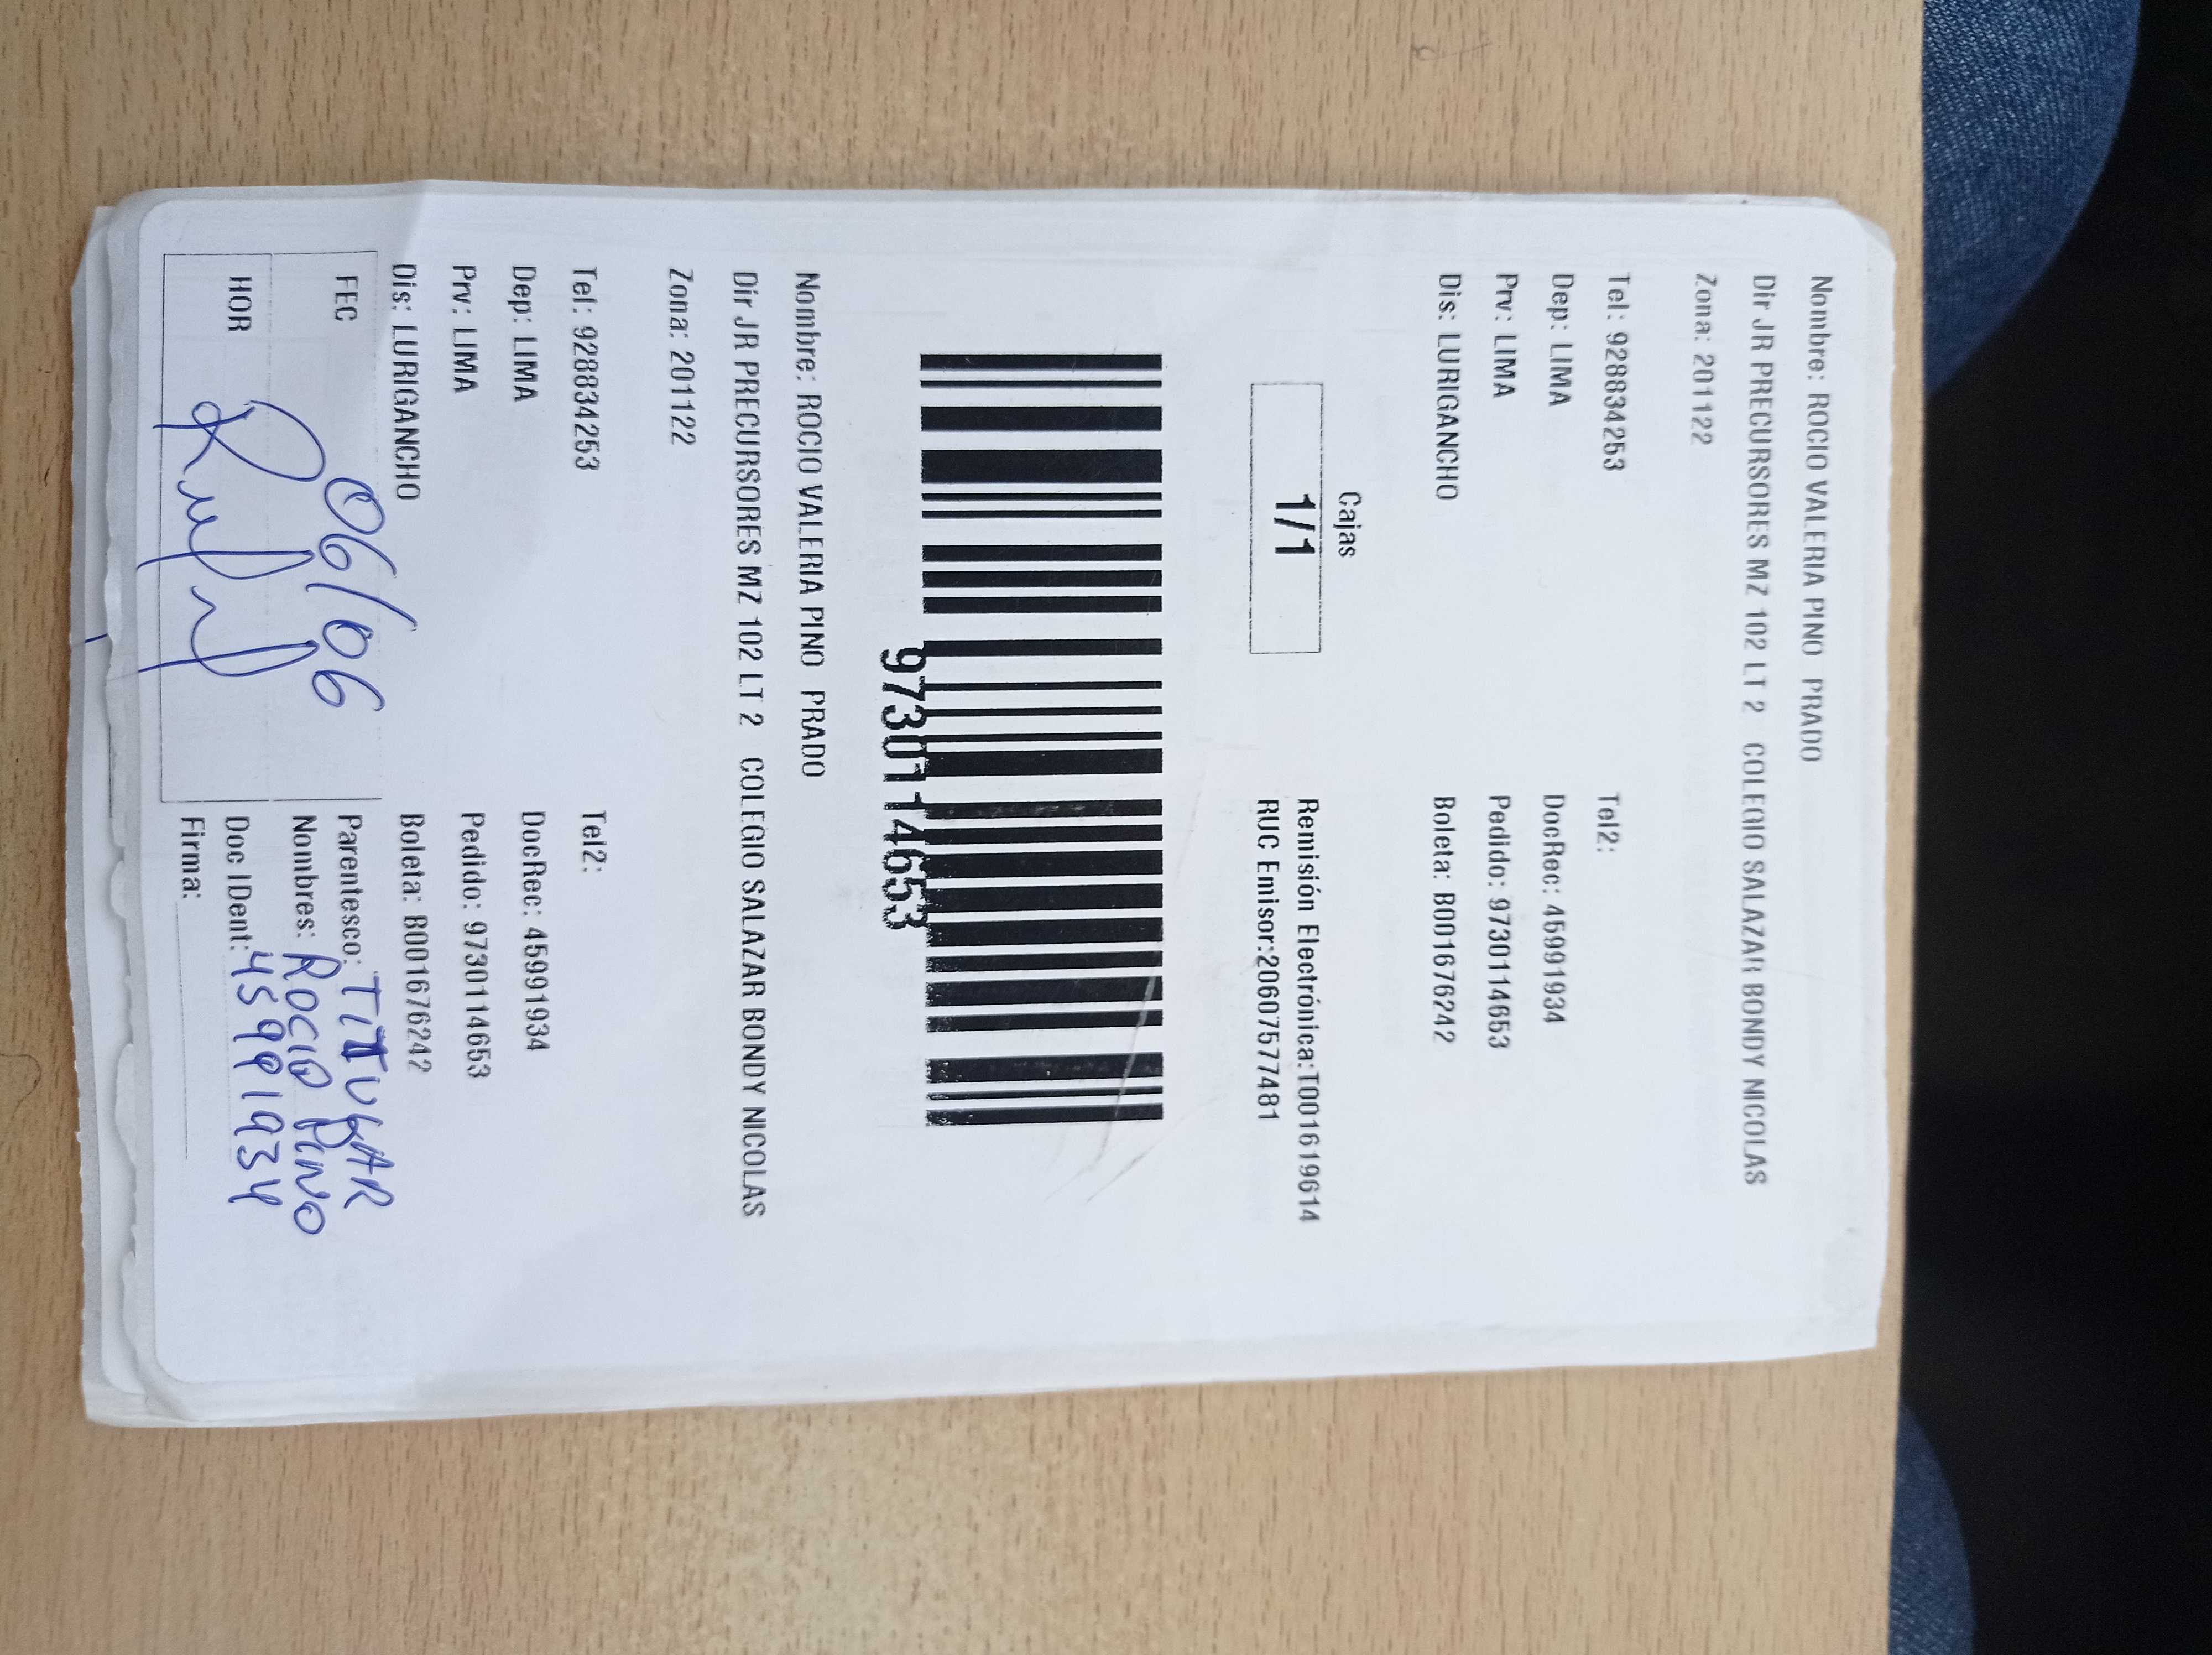 Nombre: ROCIO VALERIA PINO PRADO
Dir JR PRECURSORES MZ 102 LT 2 COLEGIO SALAZAR BONDY NICOLAS
Zona: 201122
Tel: 928834253 Tel2:
Dep: LIMA DocRec: 45991934
Prv: LIMA Pedido: 9730114653
Dis: LURIGANCHO Boleta: B001676242
Cajas
1/1
Remisión Electrónica:T001619614
RUC Emisor:20607577481
9730114653
Nombre: ROCIO VALERIA PINO PRADO
Dir JR PRECURSORES MZ 102 LT 2 COLEGIO SALAZAR BONDY NICOLAS
Zona: 201122
Tel: 928834253 Tel2:
Dep: LIMA DocRec: 45991934
Prv: LIMA Pedido: 9730114653
Dis: LURIGANCHO Boleta: B001676242
FEC 06/06 Parentesco: TITULAR
Nombres: ROCIO PINO
HOR Doc IDent: 45991934
Firma: